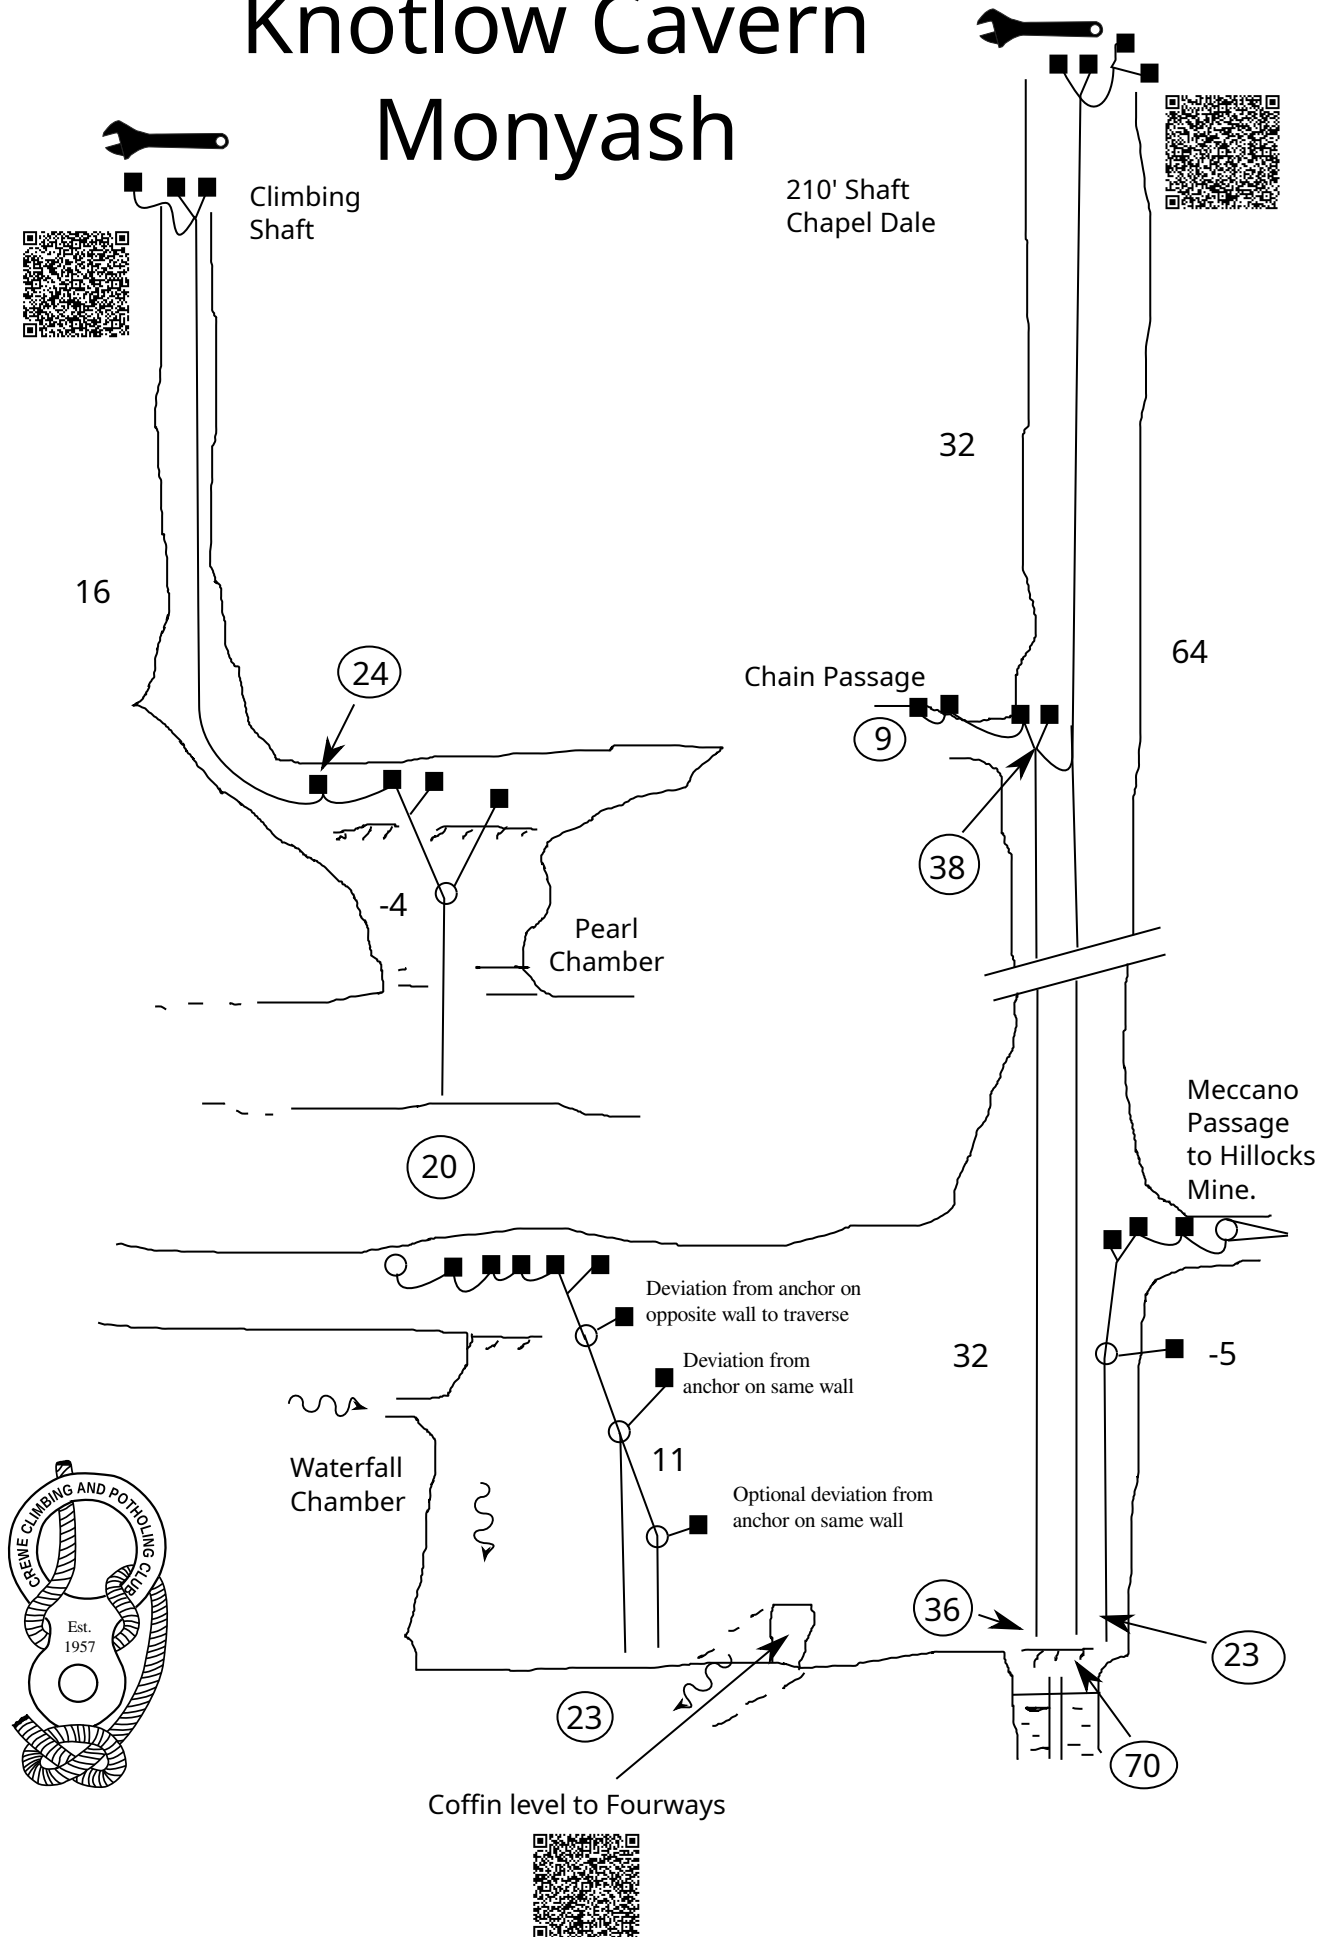 Knotlow Cavern
Monyash
Climbing
Shaft
210' Shaft
Chapel Dale
32
16
24
64
Chain Passage
9
38
-4
Pearl
Chamber
Meccano
Passage
to Hillocks
Mine.
20
Deviation from anchor on
opposite wall to traverse
Deviation from
anchor on same wall
32
-5
11
Waterfall
Chamber
Optional deviation from
anchor on same wall
CREWE CLIMBING AND POTHOLING CLUB
Est.
1957
36
23
23
70
Coffin level to Fourways